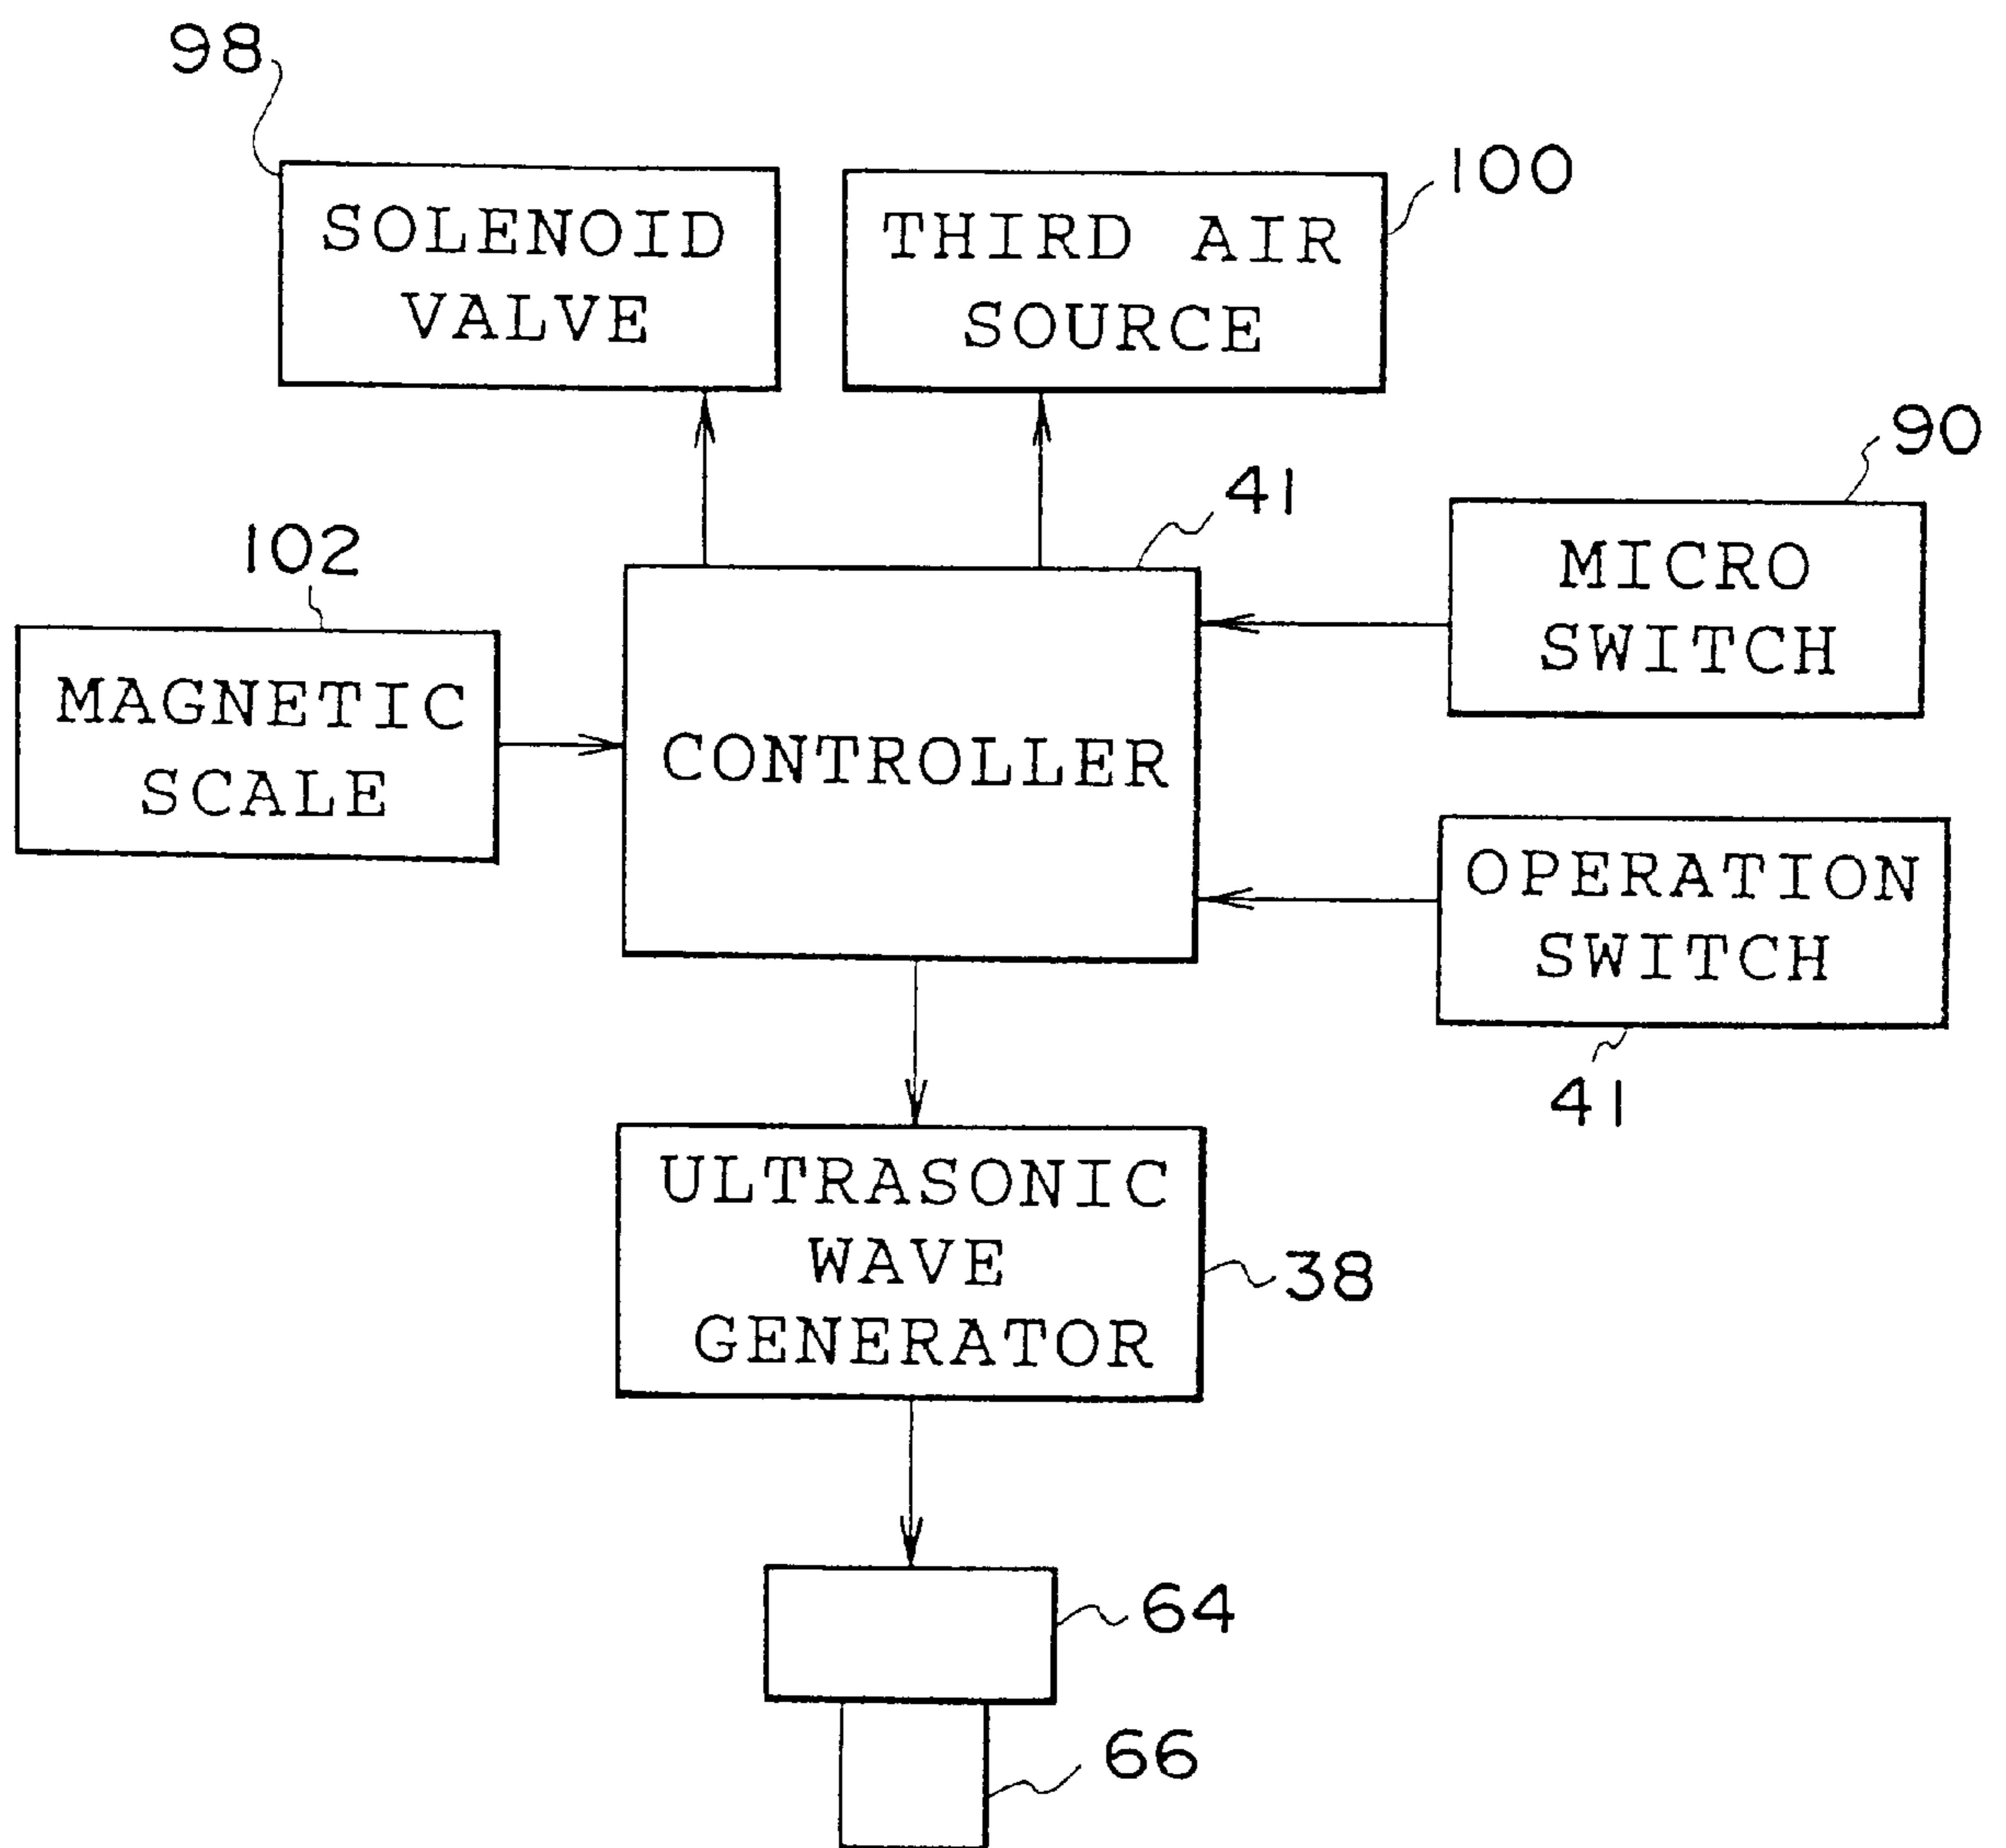 98
SOLENOID
VALVE
THIRD AIR
SOURCE
100
90
41
102
MICRO
SWITCH
MAGNETIC
SCALE
CONTROLLER
OPERATION
SWITCH
41
ULTRASONIC
WAVE
GENERATOR
38
64
66